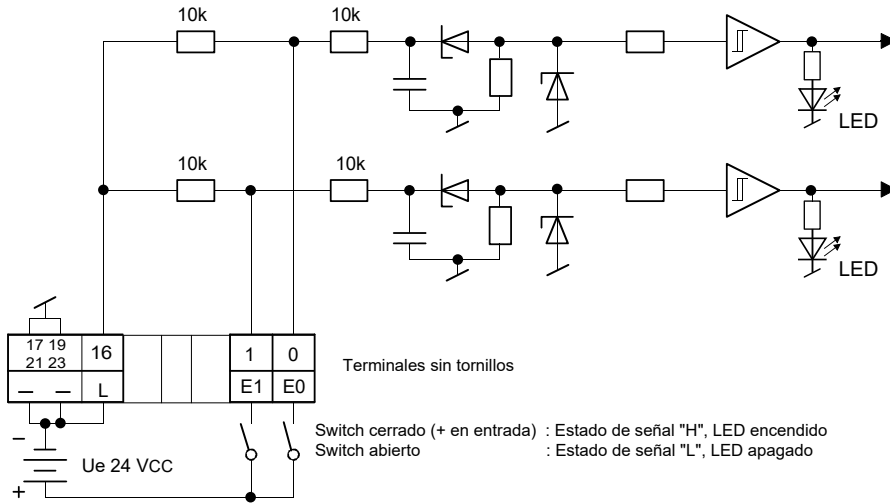 10k
10k
LED
10k
10k
LED
17 19
21 23
16
1
0
Terminales sin tornillos
— —
L
E1
E0
Switch cerrado (+ en entrada) : Estado de señal "H", LED encendido
Switch abierto : Estado de señal "L", LED apagado
−
Ue 24 VCC
+